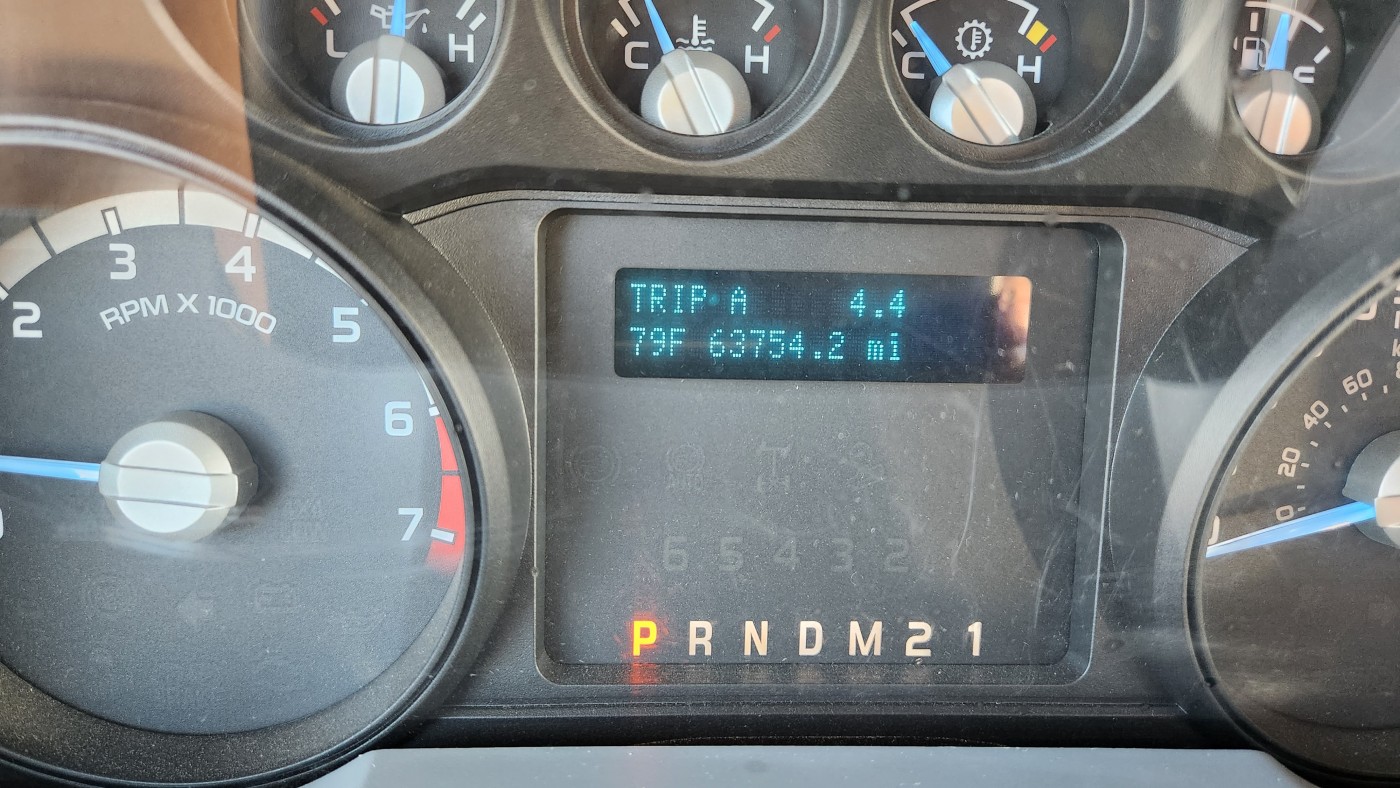 L H
C H
C H
2 3 4 5 6 7
RPM X 1000
TRIP A 4.4
79F 63754.2 mi
0 20 40 60
6 5 4 3 2
P R N D M 2 1